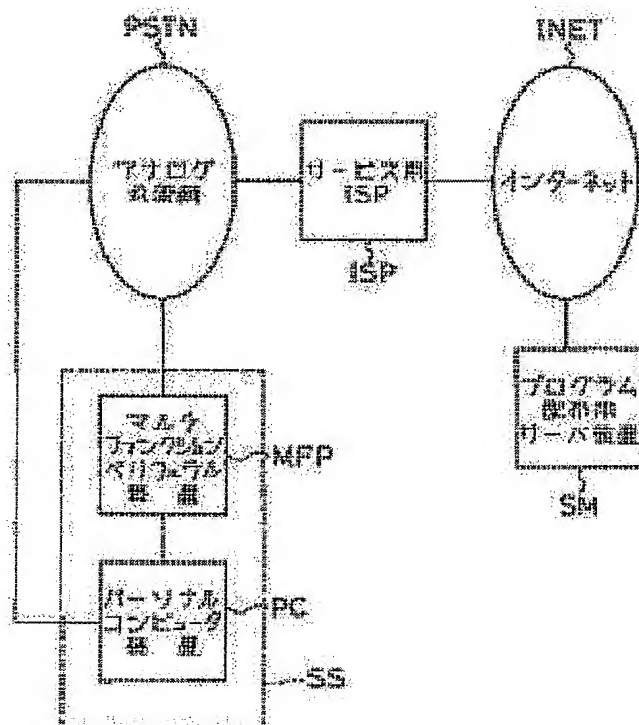 PSTN
INET
アナログ
公衆網
サービス用
ISP
インターネット
ISP
マルチ
ファンクション
ペリフェラル
装置
MFP
プログラム
配布用
サーバ装置
SM
パーソナル
コンピュータ
装置
PC
SS